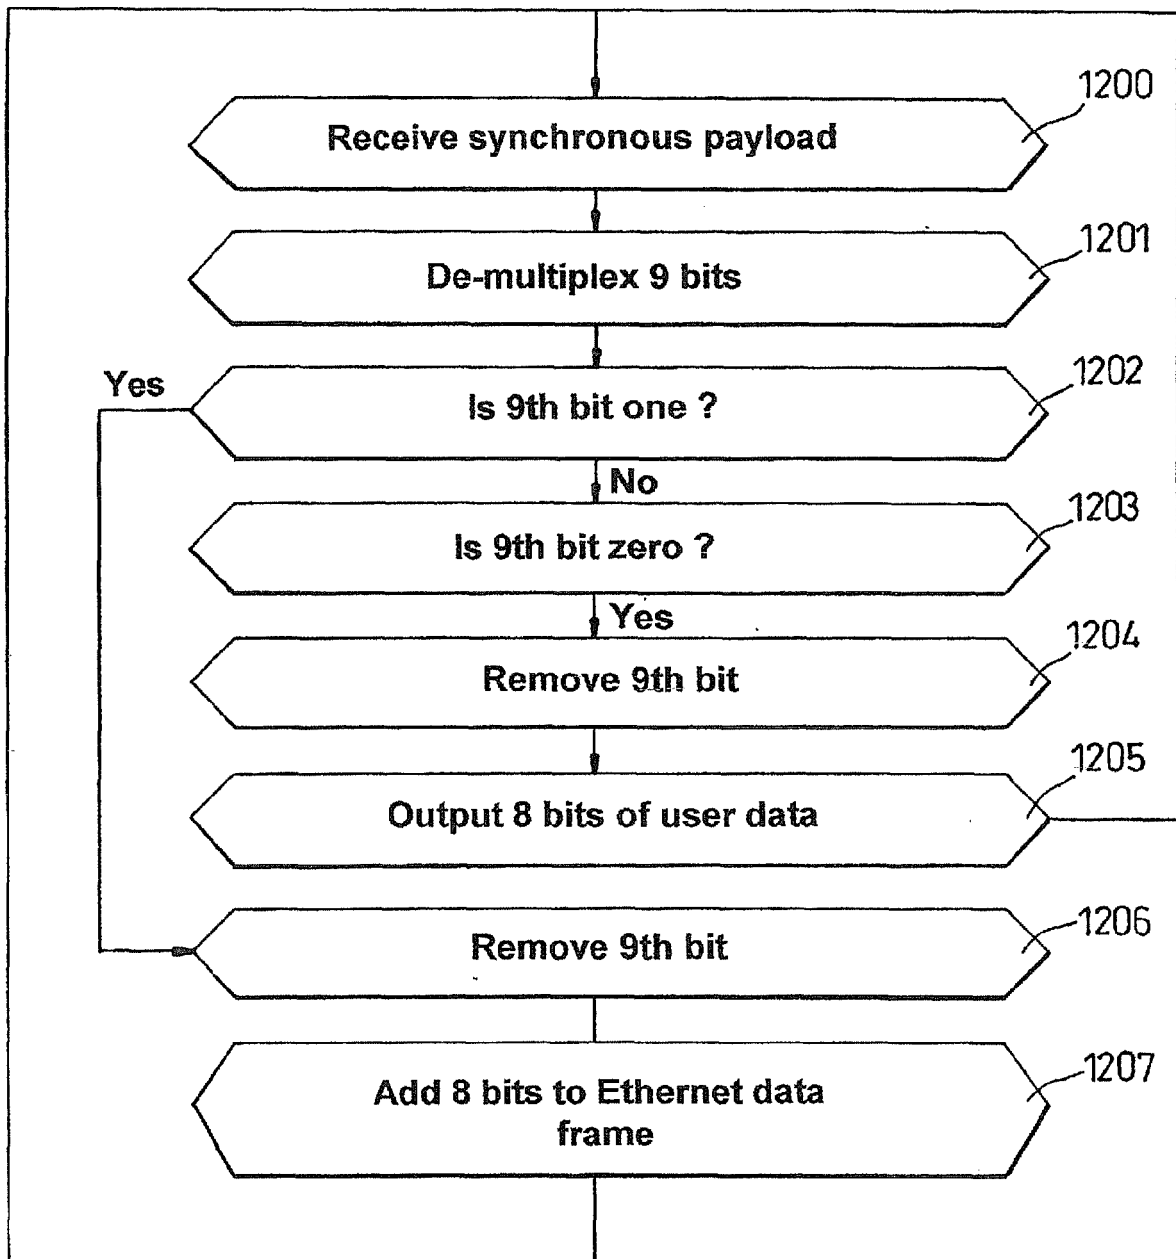 1200
Receive synchronous payload
1201
De-multiplex 9 bits
Yes
1202
Is 9th bit one ?
No
1203
Is 9th bit zero ?
Yes
1204
Remove 9th bit
1205
Output 8 bits of user data
1206
Remove 9th bit
1207
Add 8 bits to Ethernet data
frame